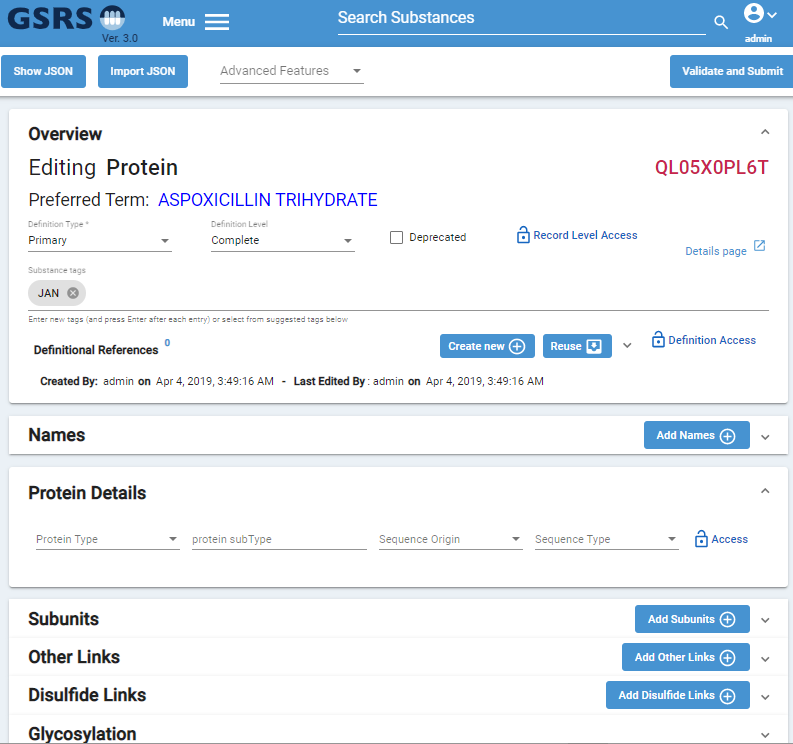 GSRS
Ver. 3.0
Menu
Search Substances
admin
Show JSON
Import JSON
Advanced Features
Validate and Submit
Overview
Editing Protein
QL05X0PL6T
Preferred Term: ASPOXICILLIN TRIHYDRATE
Definition Type *
Definition Level
Primary
Complete
Deprecated
Record Level Access
Details page
Substance tags
JAN
Enter new tags (and press Enter after each entry) or select from suggested tags below
Definitional References 0
Create new
Reuse
Definition Access
Created By: admin on Apr 4, 2019, 3:49:16 AM - Last Edited By : admin on Apr 4, 2019, 3:49:16 AM
Names
Add Names
Protein Details
Protein Type
protein subType
Sequence Origin
Sequence Type
Access
Subunits
Add Subunits
Other Links
Add Other Links
Disulfide Links
Add Disulfide Links
Glycosylation